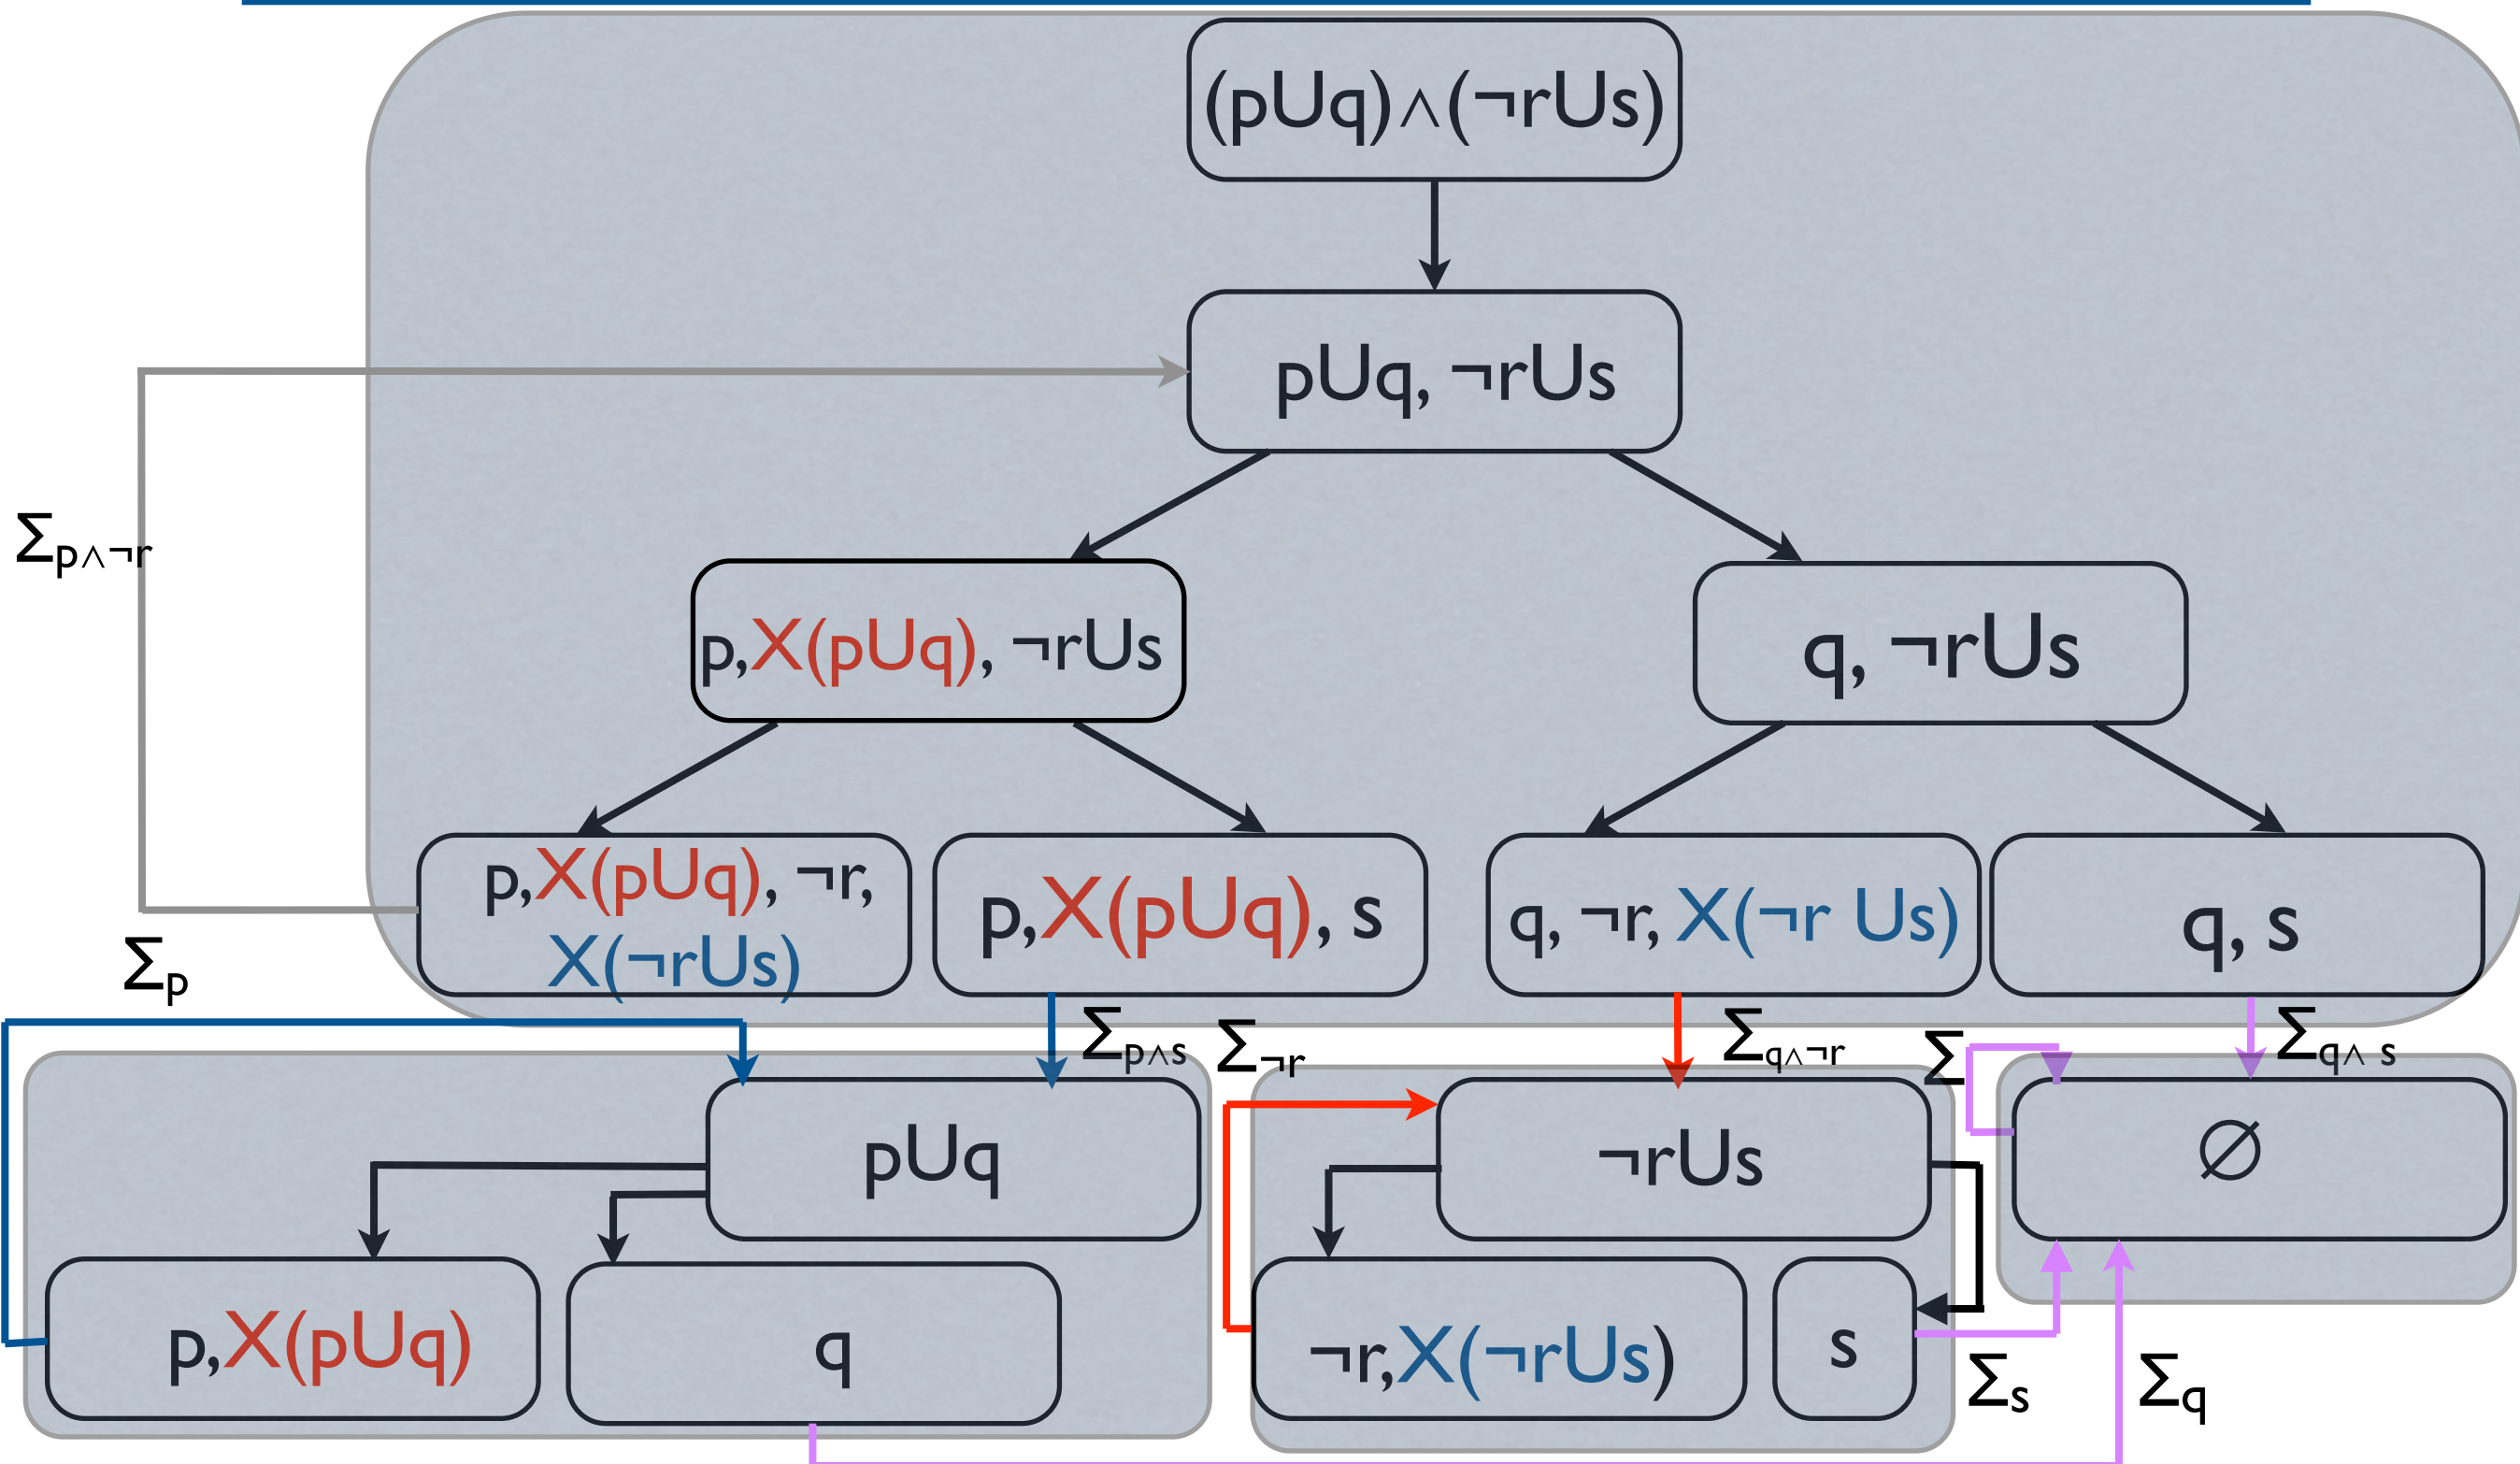 (pUq)∧(¬rUs)
pUq, ¬rUs
Σp∧¬r
p,X(pUq), ¬rUs
q, ¬rUs
p,X(pUq), ¬r,
X(¬rUs)
p,X(pUq), s
q, ¬r, X(¬r Us)
q, s
Σp
Σp∧s
Σ¬r
Σq∧¬r
Σ
Σq∧ s
pUq
¬rUs
∅
p,X(pUq)
q
¬r,X(¬rUs)
s
Σs
Σq